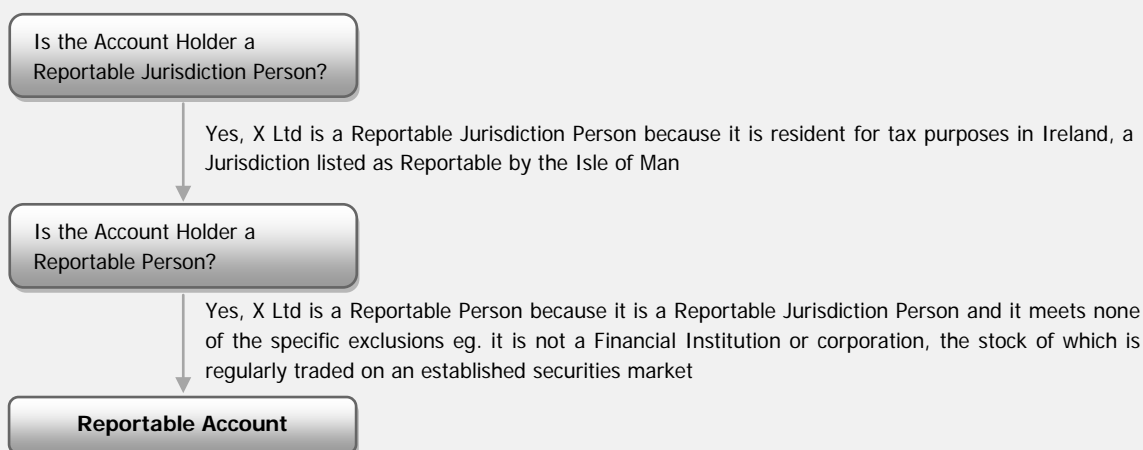 Is the Account Holder a
Reportable Jurisdiction Person?
Yes, X Ltd is a Reportable Jurisdiction Person because it is resident for tax purposes in Ireland, a
Jurisdiction listed as Reportable by the Isle of Man
Is the Account Holder a
Reportable Person?
Yes, X Ltd is a Reportable Person because it is a Reportable Jurisdiction Person and it meets none
of the specific exclusions eg. it is not a Financial Institution or corporation, the stock of which is
regularly traded on an established securities market
Reportable Account